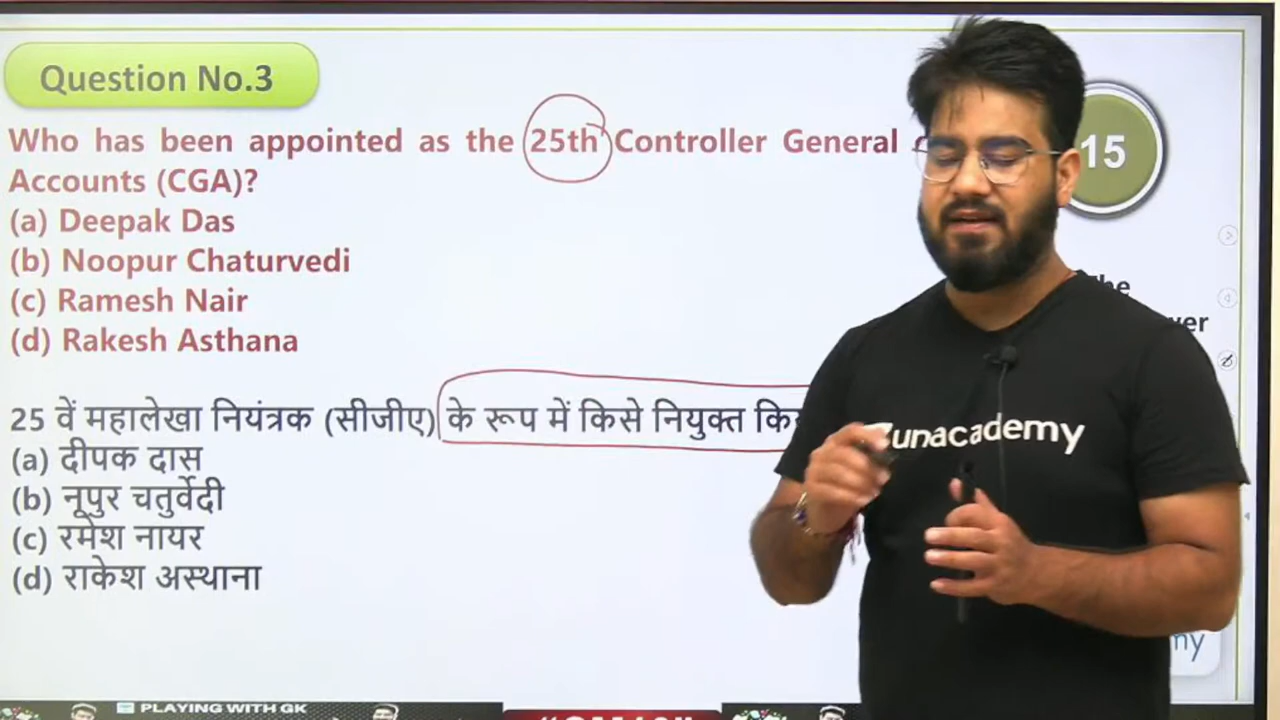 Question No.3
Who has been appointed as the 25th Controller General
Accounts (CGA)?
(a) Deepak Das
(b) Noopur Chaturvedi
(c) Ramesh Nair
(d) Rakesh Asthana
25 वें महालेखा नियंत्रक (सीजीए) के रूप में किसे नियुक्त
(a) दीपक दास
(b) नूपुर चतुर्वेदी
(c) रमेश नायर
(d) राकेश अस्थाना
15
unacademy
PLAYING WITH GK